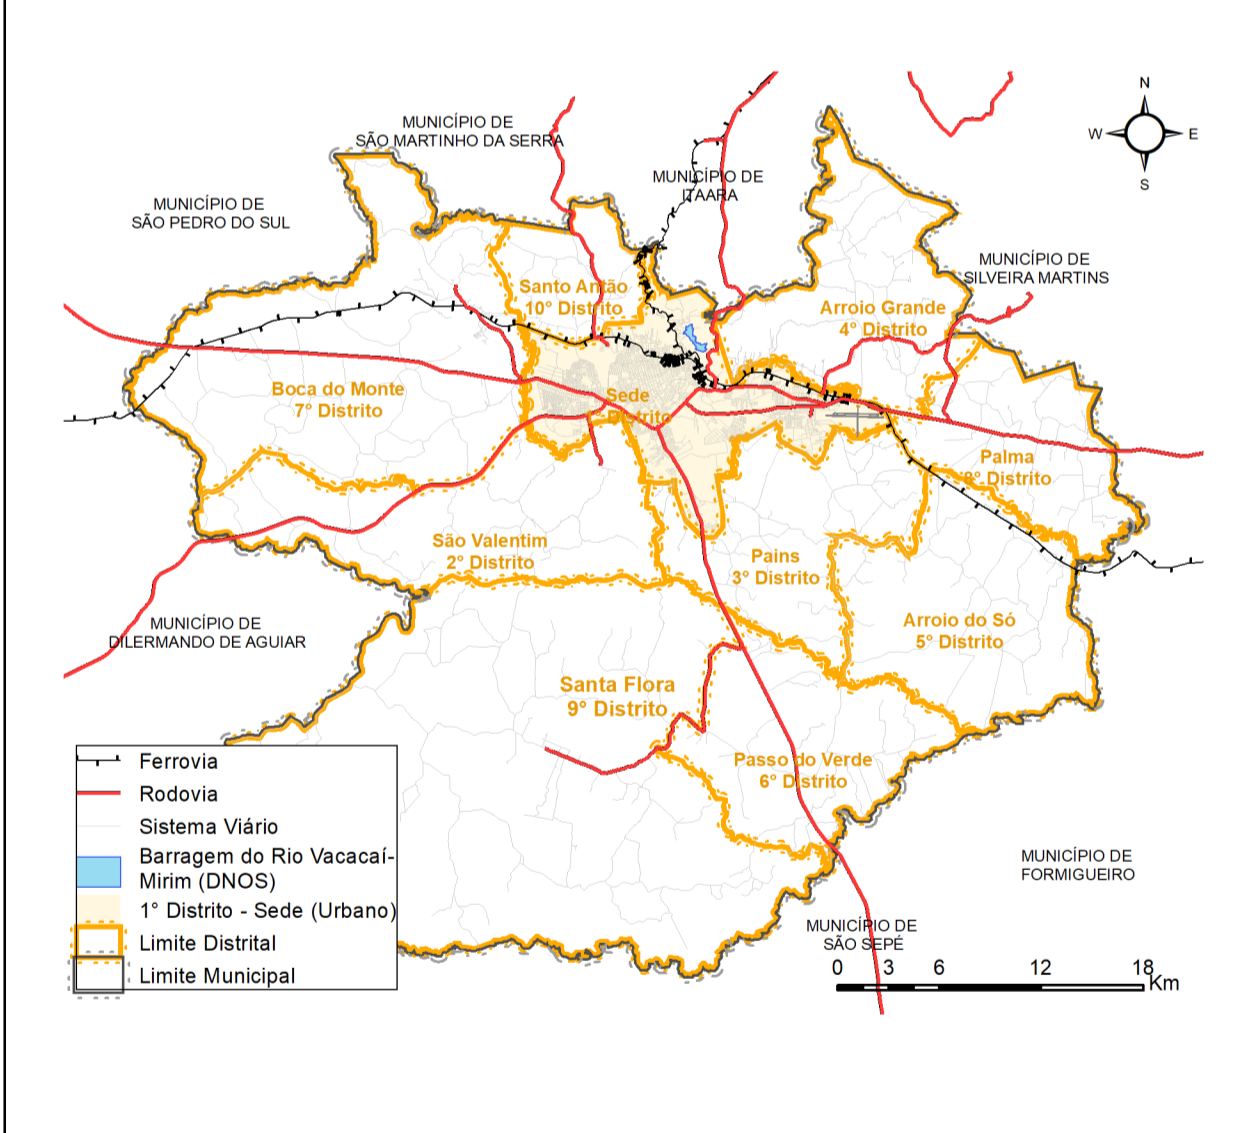 N
W
E
S
MUNICÍPIO DE
SÃO MARTINHO DA SERRA
MUNICÍPIO DE
ITAARA
MUNICÍPIO DE
SÃO PEDRO DO SUL
MUNICÍPIO DE
SILVEIRA MARTINS
Santo Antão
10° Distrito
Arroio Grande
4° Distrito
Boca do Monte
7° Distrito
Sede
Distrito
Palma
8° Distrito
São Valentim
2° Distrito
Pains
3° Distrito
MUNICÍPIO DE
DILERMANDO DE AGUIAR
Arroio do Só
5° Distrito
Santa Flora
9° Distrito
Passo do Verde
6° Distrito
MUNICÍPIO DE
FORMIGUEIRO
MUNICÍPIO DE
SÃO SEPÉ
Ferrovia
Rodovia
Sistema Viário
Barragem do Rio Vacacaí-
Mirim (DNOS)
1° Distrito - Sede (Urbano)
Limite Distrital
Limite Municipal
0 3 6 12 18
Km